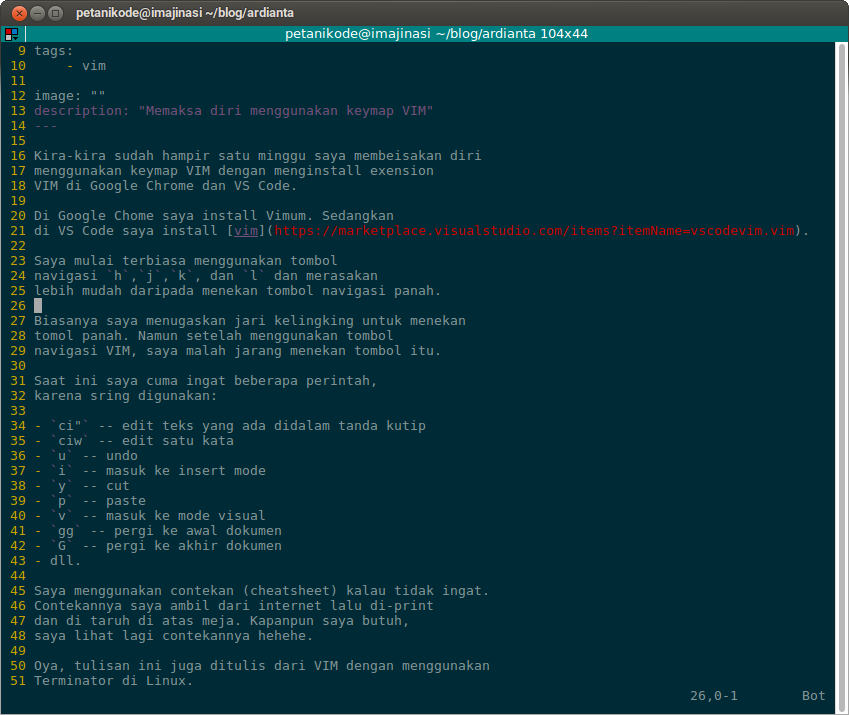 petanikode@imajinasi ~/blog/ardianta
petanikode@imajinasi ~/blog/ardianta 104x44
9 tags:
10     - vim
11
12 image: ""
13 description: "Memaksa diri menggunakan keymap VIM"
14 ---
15
16 Kira-kira sudah hampir satu minggu saya membeisakan diri
17 menggunakan keymap VIM dengan menginstall exension
18 VIM di Google Chrome dan VS Code.
19
20 Di Google Chome saya install Vimum. Sedangkan
21 di VS Code saya install [vim](https://marketplace.visualstudio.com/items?itemName=vscodevim.vim).
22
23 Saya mulai terbiasa menggunakan tombol
24 navigasi `h`,`j`,`k`, dan `l` dan merasakan
25 lebih mudah daripada menekan tombol navigasi panah.
26
27 Biasanya saya menugaskan jari kelingking untuk menekan
28 tomol panah. Namun setelah menggunakan tombol
29 navigasi VIM, saya malah jarang menekan tombol itu.
30
31 Saat ini saya cuma ingat beberapa perintah,
32 karena sring digunakan:
33
34 - `ci"` -- edit teks yang ada didalam tanda kutip
35 - `ciw` -- edit satu kata
36 - `u` -- undo
37 - `i` -- masuk ke insert mode
38 - `y` -- cut
39 - `p` -- paste
40 - `v` -- masuk ke mode visual
41 - `gg` -- pergi ke awal dokumen
42 - `G` -- pergi ke akhir dokumen
43 - dll.
44
45 Saya menggunakan contekan (cheatsheet) kalau tidak ingat.
46 Contekannya saya ambil dari internet lalu di-print
47 dan di taruh di atas meja. Kapanpun saya butuh,
48 saya lihat lagi contekannya hehehe.
49
50 Oya, tulisan ini juga ditulis dari VIM dengan menggunakan
51 Terminator di Linux.
26,0-1 Bot